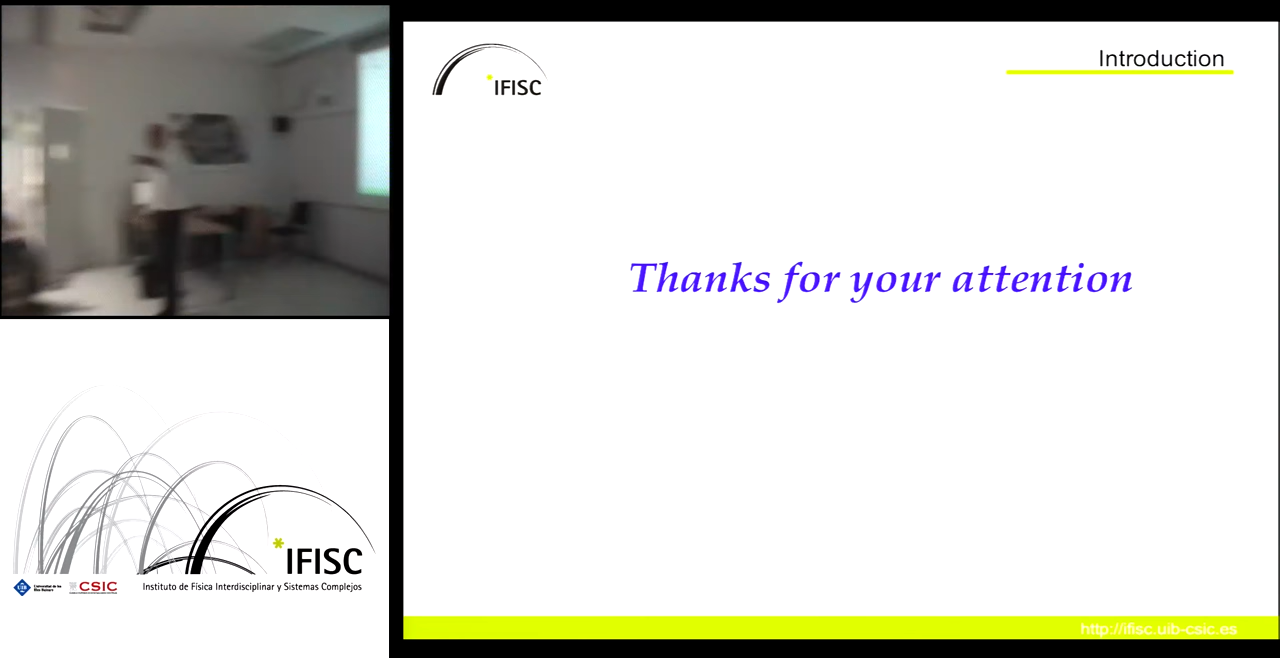 IFISC
Introduction
Thanks for your attention
IFISC
UIB
CSIC
Instituto de Física Interdisciplinar y Sistemas Complejos
http://ifisc.uib-csic.es